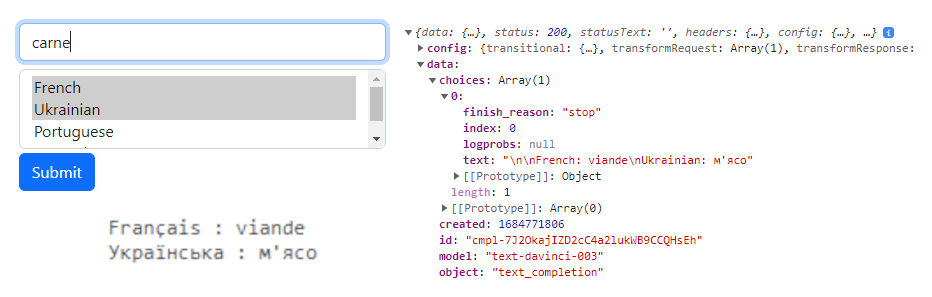 carne
French
Ukrainian
Portuguese
Submit
Français : viande
Українська : м'ясо
▼{data: {…}, status: 200, statusText: '', headers: {…}, config: {…}, …} i
▶config: {transitional: {…}, transformRequest: Array(1), transformResponse:
▼data:
▼choices: Array(1)
▼0:
finish_reason: "stop"
index: 0
logprobs: null
text: "\n\nFrench: viande\nUkrainian: м'ясо"
▶[[Prototype]]: Object
length: 1
▶[[Prototype]]: Array(0)
created: 1684771806
id: "cmpl-7J2OkajIZD2cC4a2lukWB9CCQHsEh"
model: "text-davinci-003"
object: "text_completion"